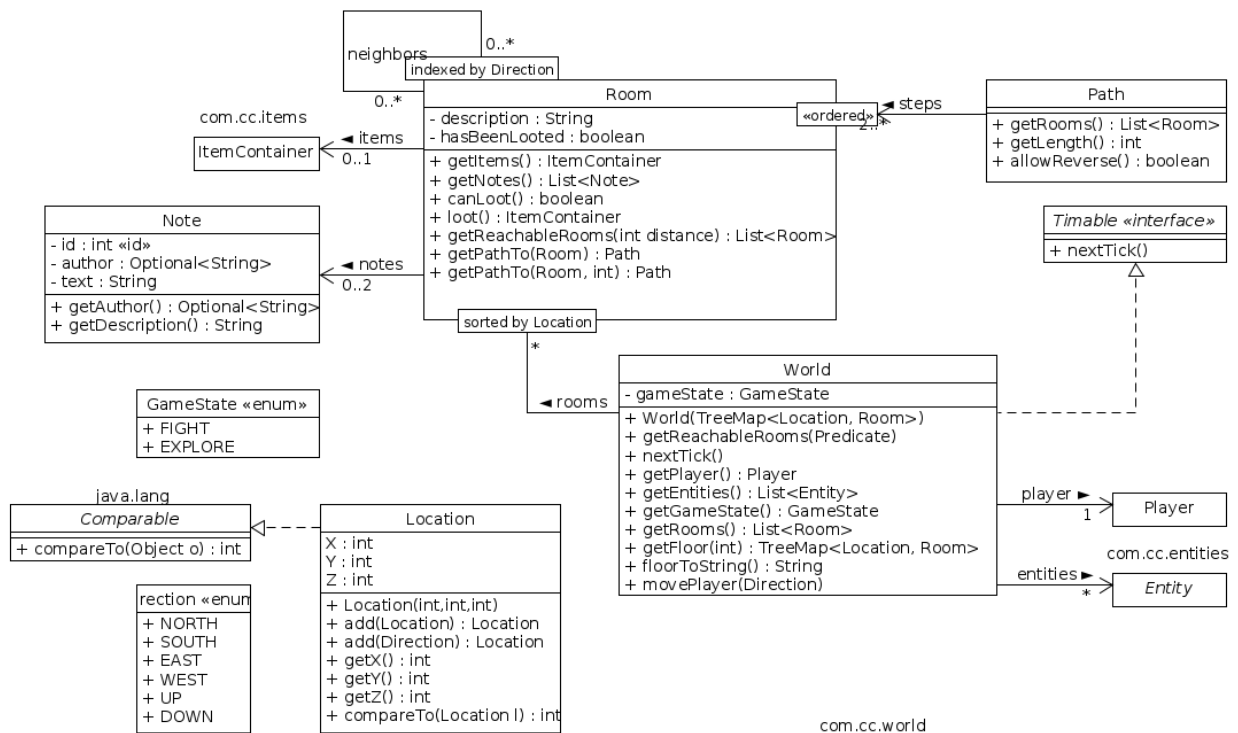 neighbors
0..*
indexed by Direction
0..*
Room
- description : String
- hasBeenLooted : boolean
+ getItems() : ItemContainer
+ getNotes() : List<Note>
+ canLoot() : boolean
+ loot() : ItemContainer
+ getReachableRooms(int distance) : List<Room>
+ getPathTo(Room) : Path
+ getPathTo(Room, int) : Path
«ordered»
◄ steps
2..*
Path
+ getRooms() : List<Room>
+ getLength() : int
+ allowReverse() : boolean
com.cc.items
ItemContainer
◄ items
0..1
Note
- id : int «id»
- author : Optional<String>
- text : String
+ getAuthor() : Optional<String>
+ getDescription() : String
◄ notes
0..2
Timable «interface»
+ nextTick()
sorted by Location
*
◄ rooms
World
- gameState : GameState
+ World(TreeMap<Location, Room>)
+ getReachableRooms(Predicate)
+ nextTick()
+ getPlayer() : Player
+ getEntities() : List<Entity>
+ getGameState() : GameState
+ getRooms() : List<Room>
+ getFloor(int) : TreeMap<Location, Room>
+ floorToString() : String
+ movePlayer(Direction)
GameState «enum»
+ FIGHT
+ EXPLORE
java.lang
Comparable
+ compareTo(Object o) : int
Location
X : int
Y : int
Z : int
+ Location(int,int,int)
+ add(Location) : Location
+ add(Direction) : Location
+ getX() : int
+ getY() : int
+ getZ() : int
+ compareTo(Location l) : int
rection «enum
+ NORTH
+ SOUTH
+ EAST
+ WEST
+ UP
+ DOWN
player ►
1
Player
com.cc.entities
entities ►
*
Entity
com.cc.world